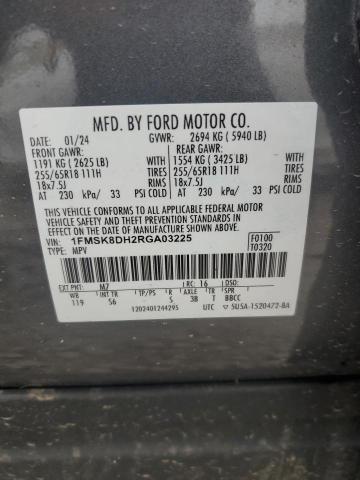 MFD. BY FORD MOTOR CO.
DATE: 01/24 GVWR: 2694 KG ( 5940 LB)
FRONT GAWR: REAR GAWR:
1191 KG (2625 LB) WITH 1554 KG (3425 LB) WITH
255/65R18 111H TIRES 255/65R18 111H TIRES
18x7.5J RIMS 18x7.5J RIMS
AT 230 kPa/ 33 PSI COLD AT 230 kPa/ 33 PSI COLD
THIS VEHICLE CONFORMS TO ALL APPLICABLE FEDERAL MOTOR
VEHICLE SAFETY AND THEFT PREVENTION STANDARDS IN
EFFECT ON THE DATE OF MANUFACTURE SHOWN ABOVE.
VIN: 1FMSK8DH2RGA03225 F0100
TYPE: MPV T0320
EXT PNT: M7 RC: 16 DSO:
WB INT TR TP/PS R AXLE TR SPR
119 S6 5 3B T BBCC
1202401244295 UTC